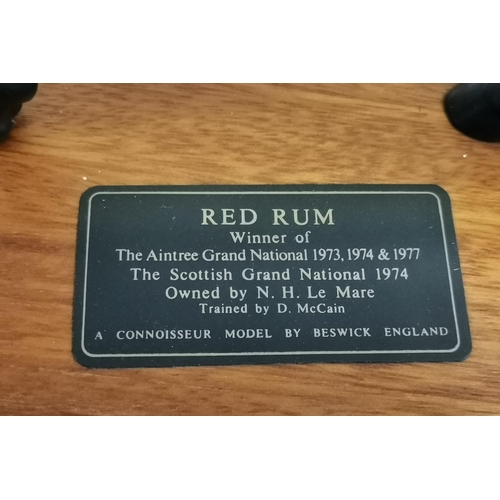 RED RUM
Winner of
The Aintree Grand National 1973, 1974 & 1977
The Scottish Grand National 1974
Owned by N. H. Le Mare
Trained by D. McCain
A CONNOISSEUR MODEL BY BESWICK ENGLAND